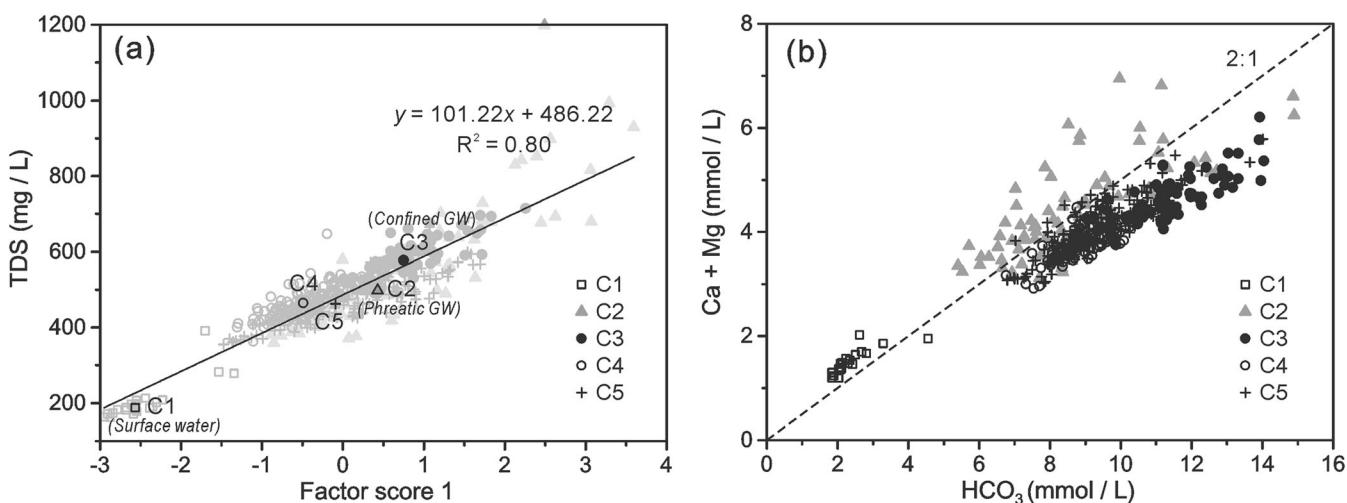 (a)
1200
1000
800
600
400
200
TDS (mg / L)
y = 101.22x + 486.22
R² = 0.80
(Confined GW)
C3
C4
C2
C5
(Phreatic GW)
C1
(Surface water)
C1
C2
C3
C4
C5
-3 -2 -1 0 1 2 3 4
Factor score 1
(b)
2:1
8
6
4
2
0
Ca + Mg (mmol / L)
C1
C2
C3
C4
C5
0 2 4 6 8 10 12 14 16
HCO₃ (mmol / L)